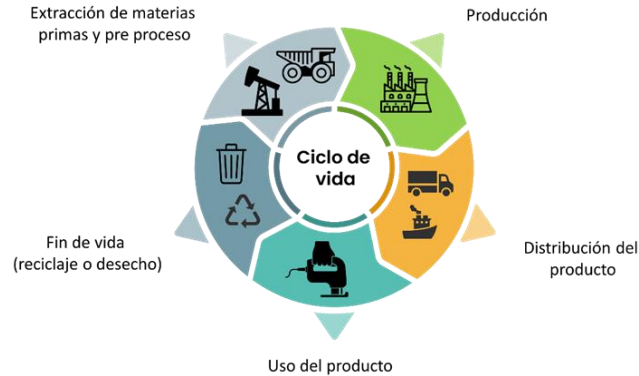 Extracción de materias
primas y pre proceso
Producción
Ciclo de
vida
Fin de vida
(reciclaje o desecho)
Distribución del
producto
Uso del producto